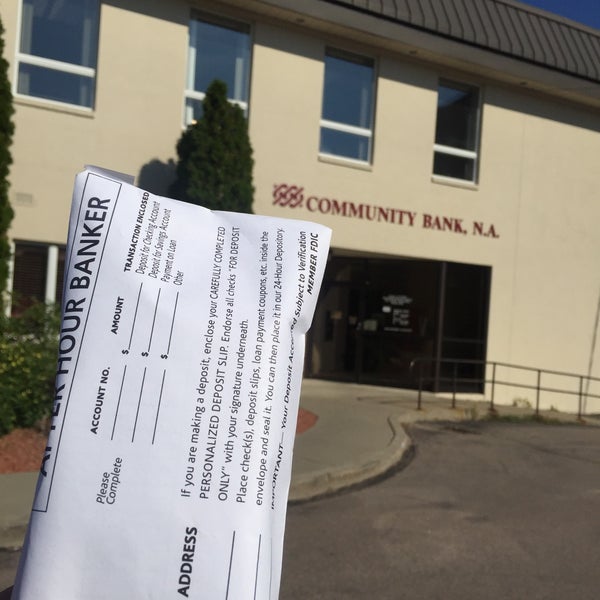 COMMUNITY BANK, N.A.
AFTER HOUR BANKER
Please
Complete
ACCOUNT NO.
AMOUNT
TRANSACTION ENCLOSED
$ Deposit for Checking Account
$ Deposit for Savings Account
$ Payment on Loan
Other
If you are making a deposit, enclose your CAREFULLY COMPLETED
PERSONALIZED DEPOSIT SLIP. Endorse all checks "FOR DEPOSIT
ONLY" with your signature underneath.
Place check(s), deposit slips, loan payment coupons, etc. inside the
envelope and seal it. You can then place it in our 24-Hour Depository.
IMPORTANT— Your Deposit Accepted Subject to Verification
MEMBER FDIC
ADDRESS